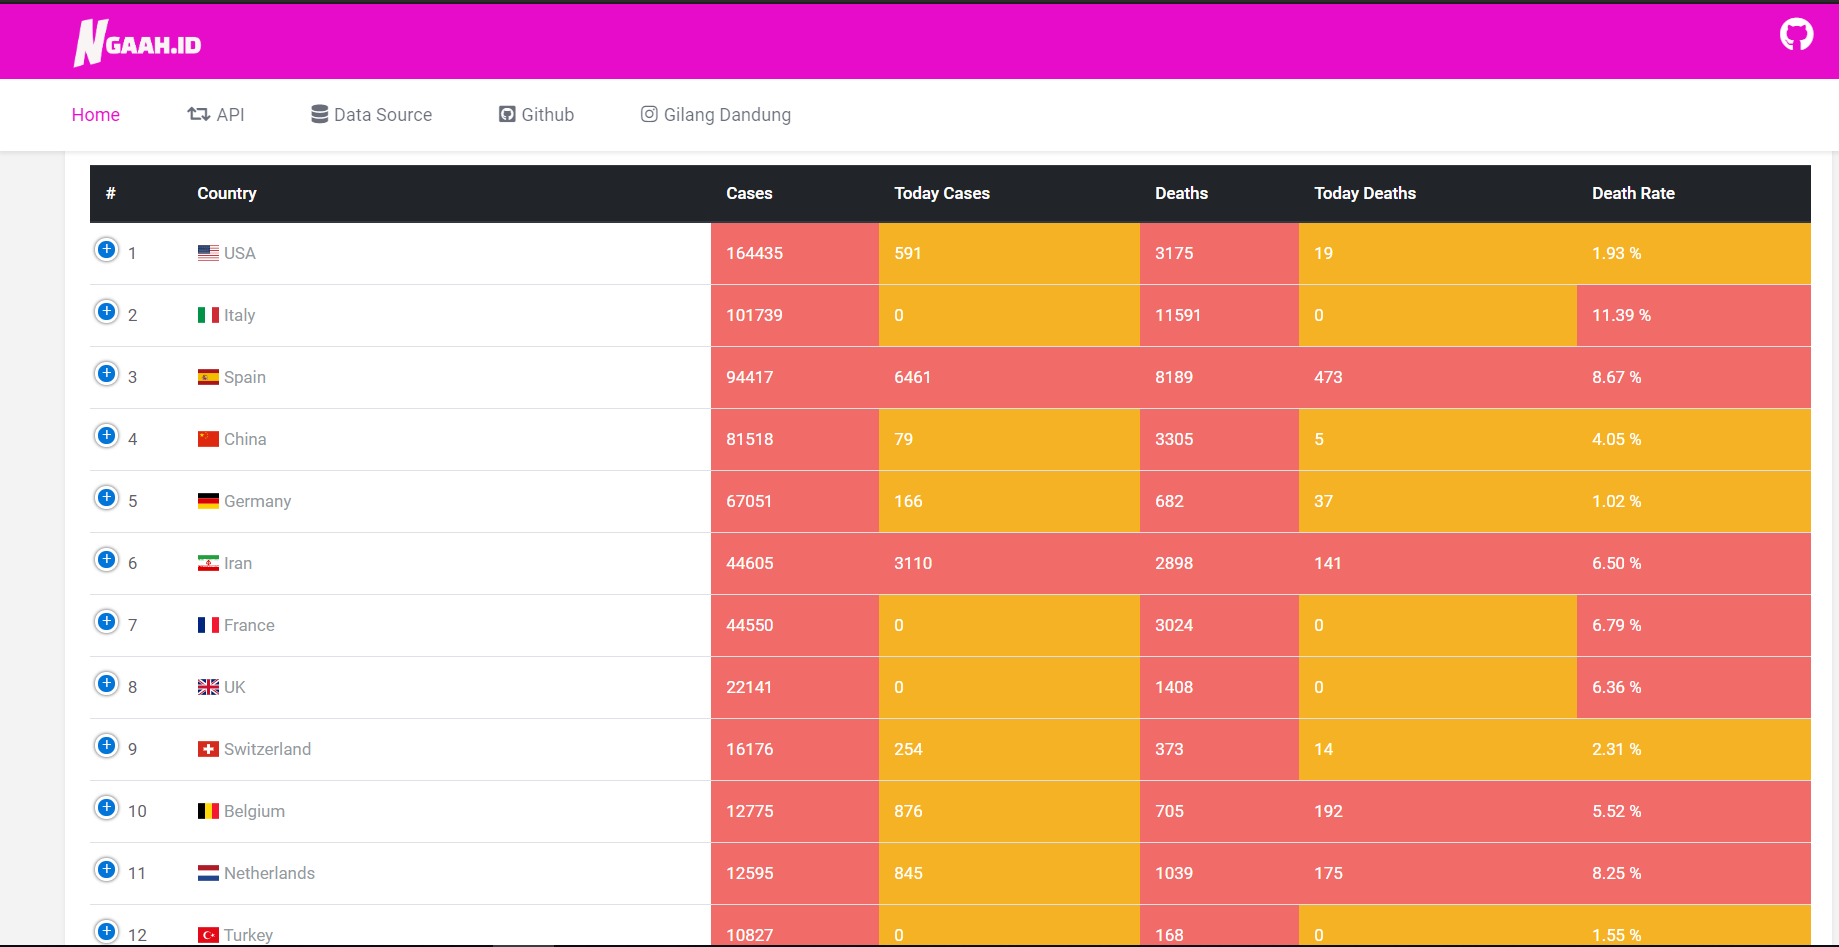 NGAAH.ID
Home API Data Source Github Gilang Dandung
# Country Cases Today Cases Deaths Today Deaths Death Rate
1 USA 164435 591 3175 19 1.93 %
2 Italy 101739 0 11591 0 11.39 %
3 Spain 94417 6461 8189 473 8.67 %
4 China 81518 79 3305 5 4.05 %
5 Germany 67051 166 682 37 1.02 %
6 Iran 44605 3110 2898 141 6.50 %
7 France 44550 0 3024 0 6.79 %
8 UK 22141 0 1408 0 6.36 %
9 Switzerland 16176 254 373 14 2.31 %
10 Belgium 12775 876 705 192 5.52 %
11 Netherlands 12595 845 1039 175 8.25 %
12 Turkey 10827 0 168 0 1.55 %